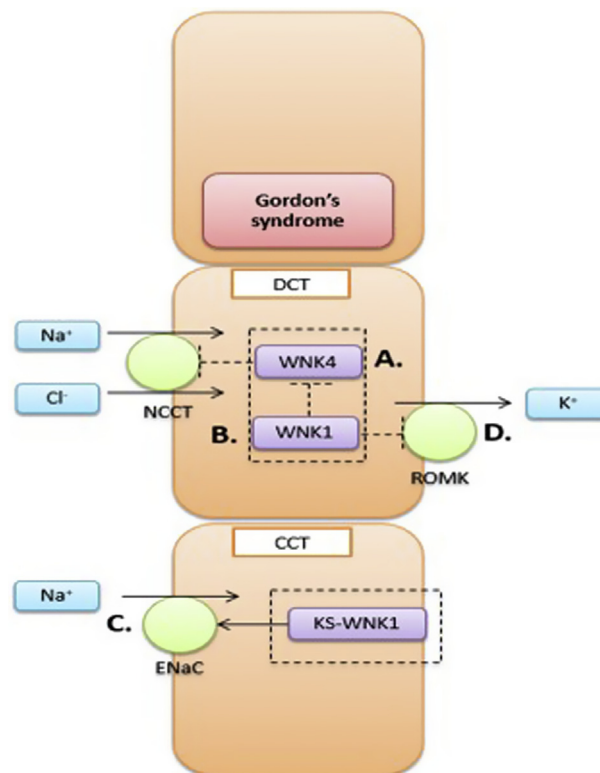 Gordon's
syndrome
DCT
Na⁺
WNK4
A.
Cl⁻
NCCT
K⁺
B.
WNK1
D.
ROMK
CCT
Na⁺
C.
KS-WNK1
ENaC